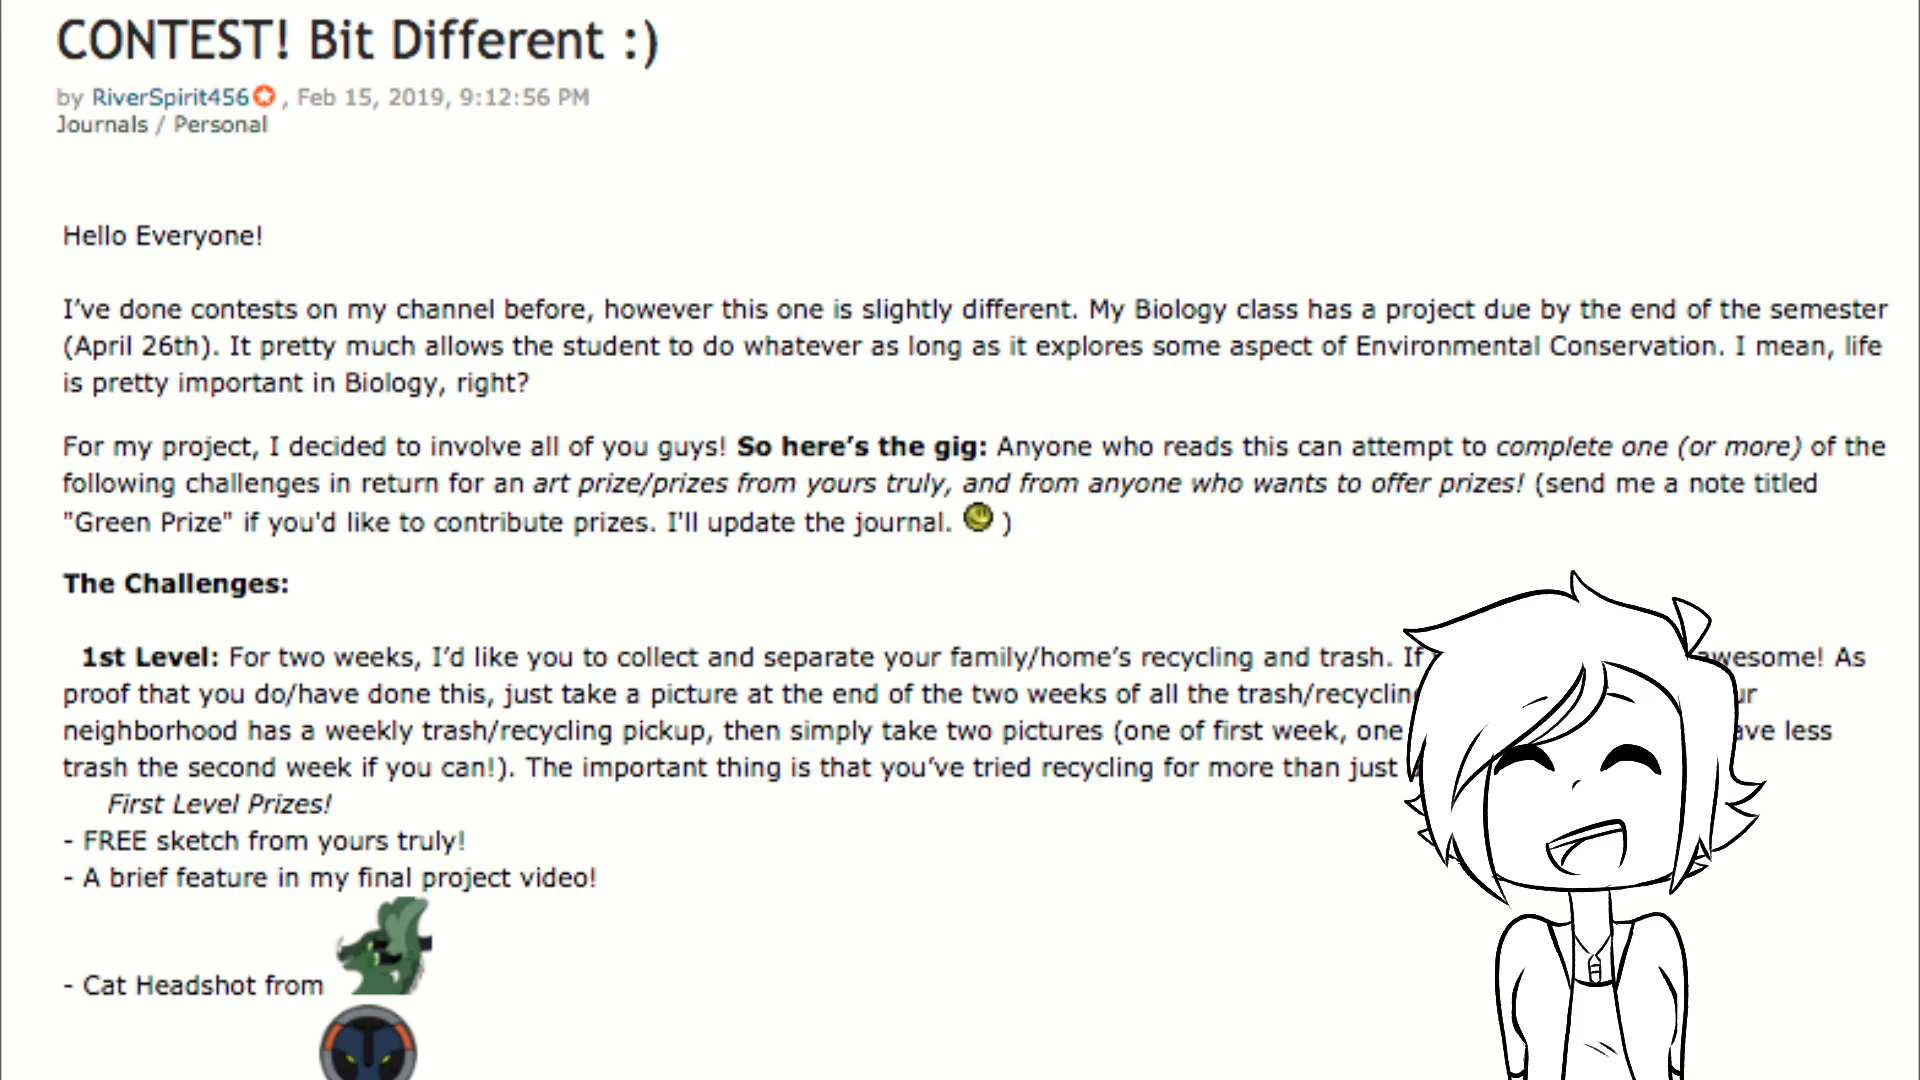 CONTEST! Bit Different :)
by RiverSpirit456 , Feb 15, 2019, 9:12:56 PM
Journals / Personal
Hello Everyone!
I’ve done contests on my channel before, however this one is slightly different. My Biology class has a project due by the end of the semester
(April 26th). It pretty much allows the student to do whatever as long as it explores some aspect of Environmental Conservation. I mean, life
is pretty important in Biology, right?
For my project, I decided to involve all of you guys! So here’s the gig: Anyone who reads this can attempt to complete one (or more) of the
following challenges in return for an art prize/prizes from yours truly, and from anyone who wants to offer prizes! (send me a note titled
"Green Prize" if you'd like to contribute prizes. I'll update the journal. )
The Challenges:
1st Level: For two weeks, I’d like you to collect and separate your family/home’s recycling and trash. If awesome! As
proof that you do/have done this, just take a picture at the end of the two weeks of all the trash/recycling
neighborhood has a weekly trash/recycling pickup, then simply take two pictures (one of first week, one less
trash the second week if you can!). The important thing is that you’ve tried recycling for more than just
First Level Prizes!
- FREE sketch from yours truly!
- A brief feature in my final project video!
- Cat Headshot from